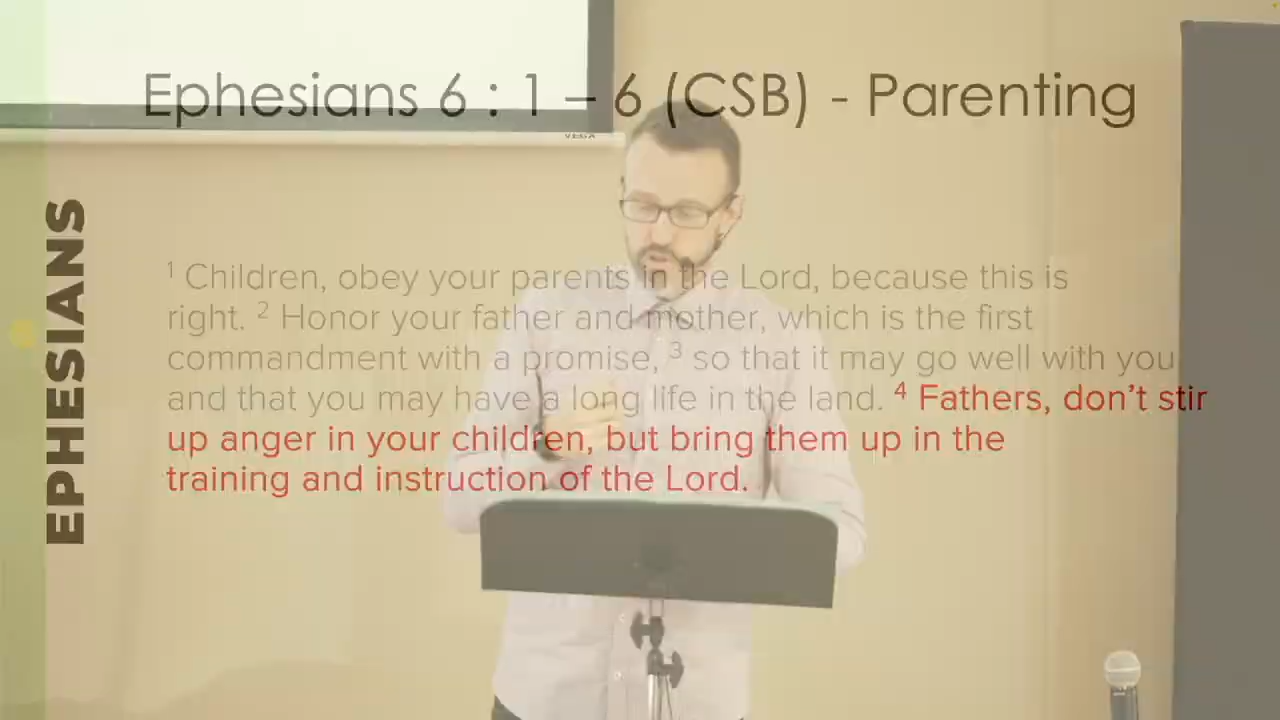 Ephesians 6 : 1 – 6 (CSB) - Parenting
VEGA
EPHESIANS
¹ Children, obey your parents in the Lord, because this is
right. ² Honor your father and mother, which is the first
commandment with a promise, ³ so that it may go well with you
and that you may have a long life in the land. ⁴ Fathers, don’t stir
up anger in your children, but bring them up in the
training and instruction of the Lord.